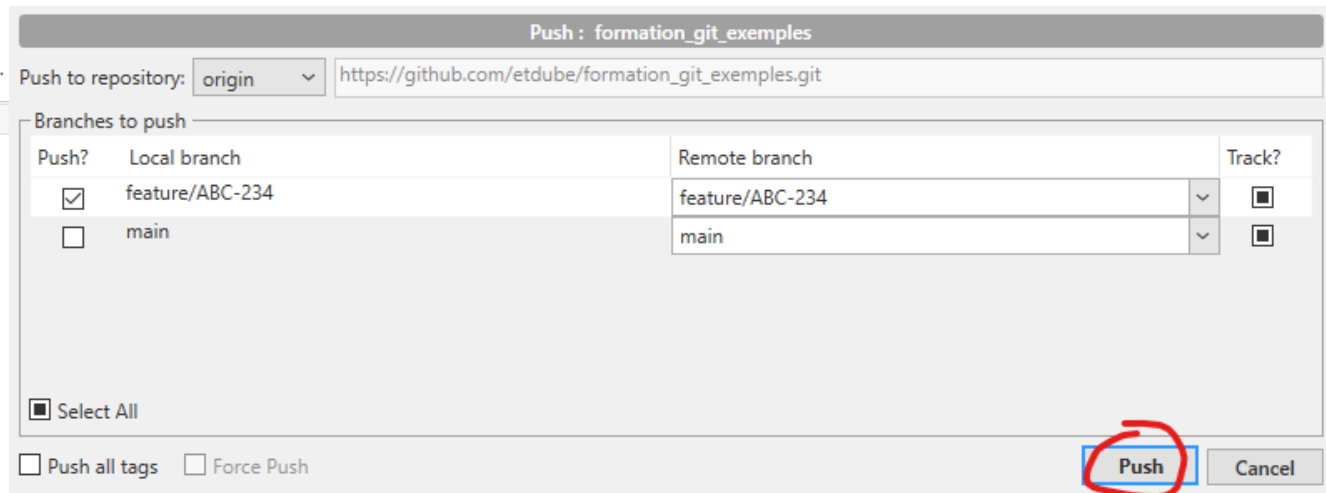 Push : formation_git_exemples
Push to repository: origin https://github.com/etdube/formation_git_exemples.git
Branches to push
Push? Local branch Remote branch Track?
feature/ABC-234 feature/ABC-234
main main
Select All
Push all tags Force Push Push Cancel